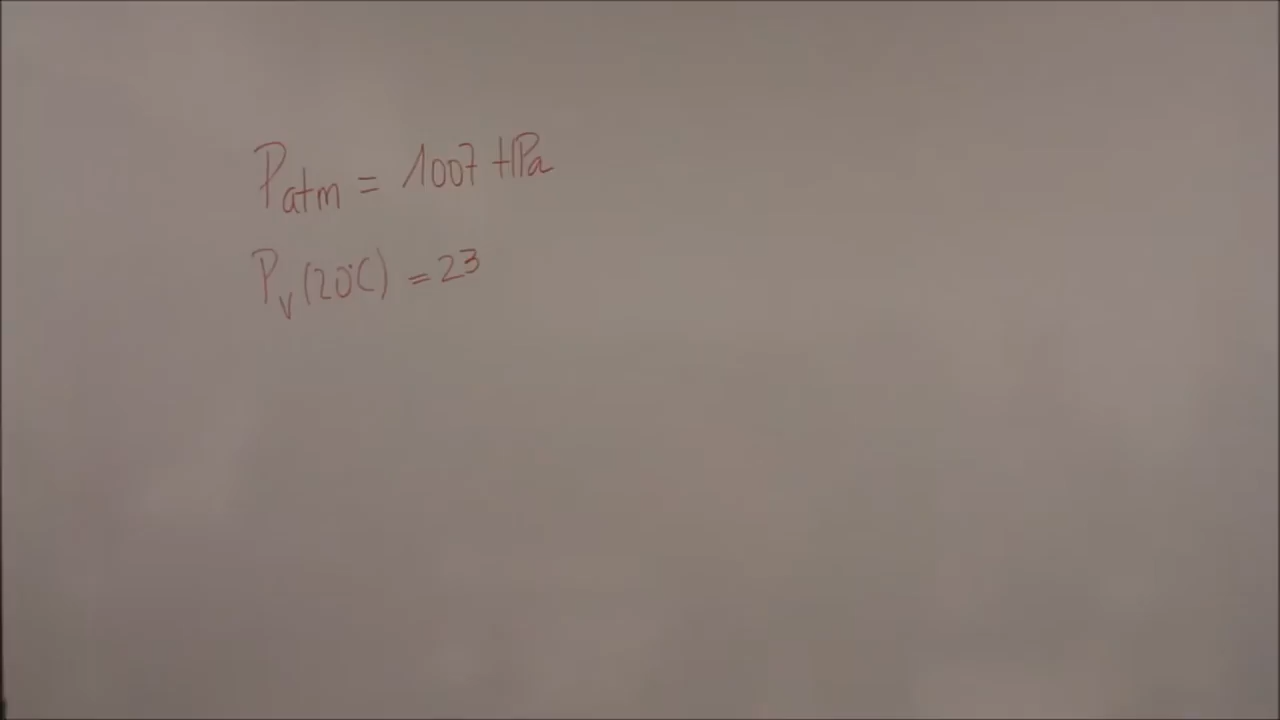 Patm = 1007 HPa
Pv (20°C) = 23